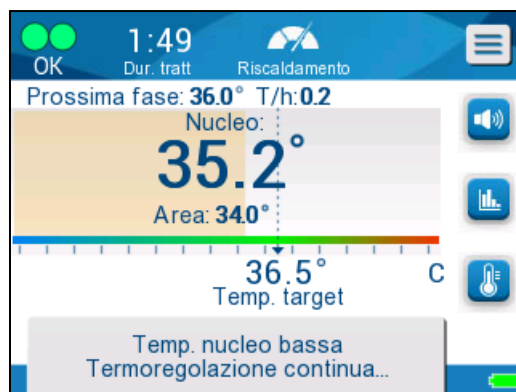 1:49
OK Dur. tratt Riscaldamento
Prossima fase: 36.0° T/h:0.2
Nucleo:
35.2°
Area: 34.0°
36.5° C
Temp. target
Temp. nucleo bassa
Termoregolazione continua...